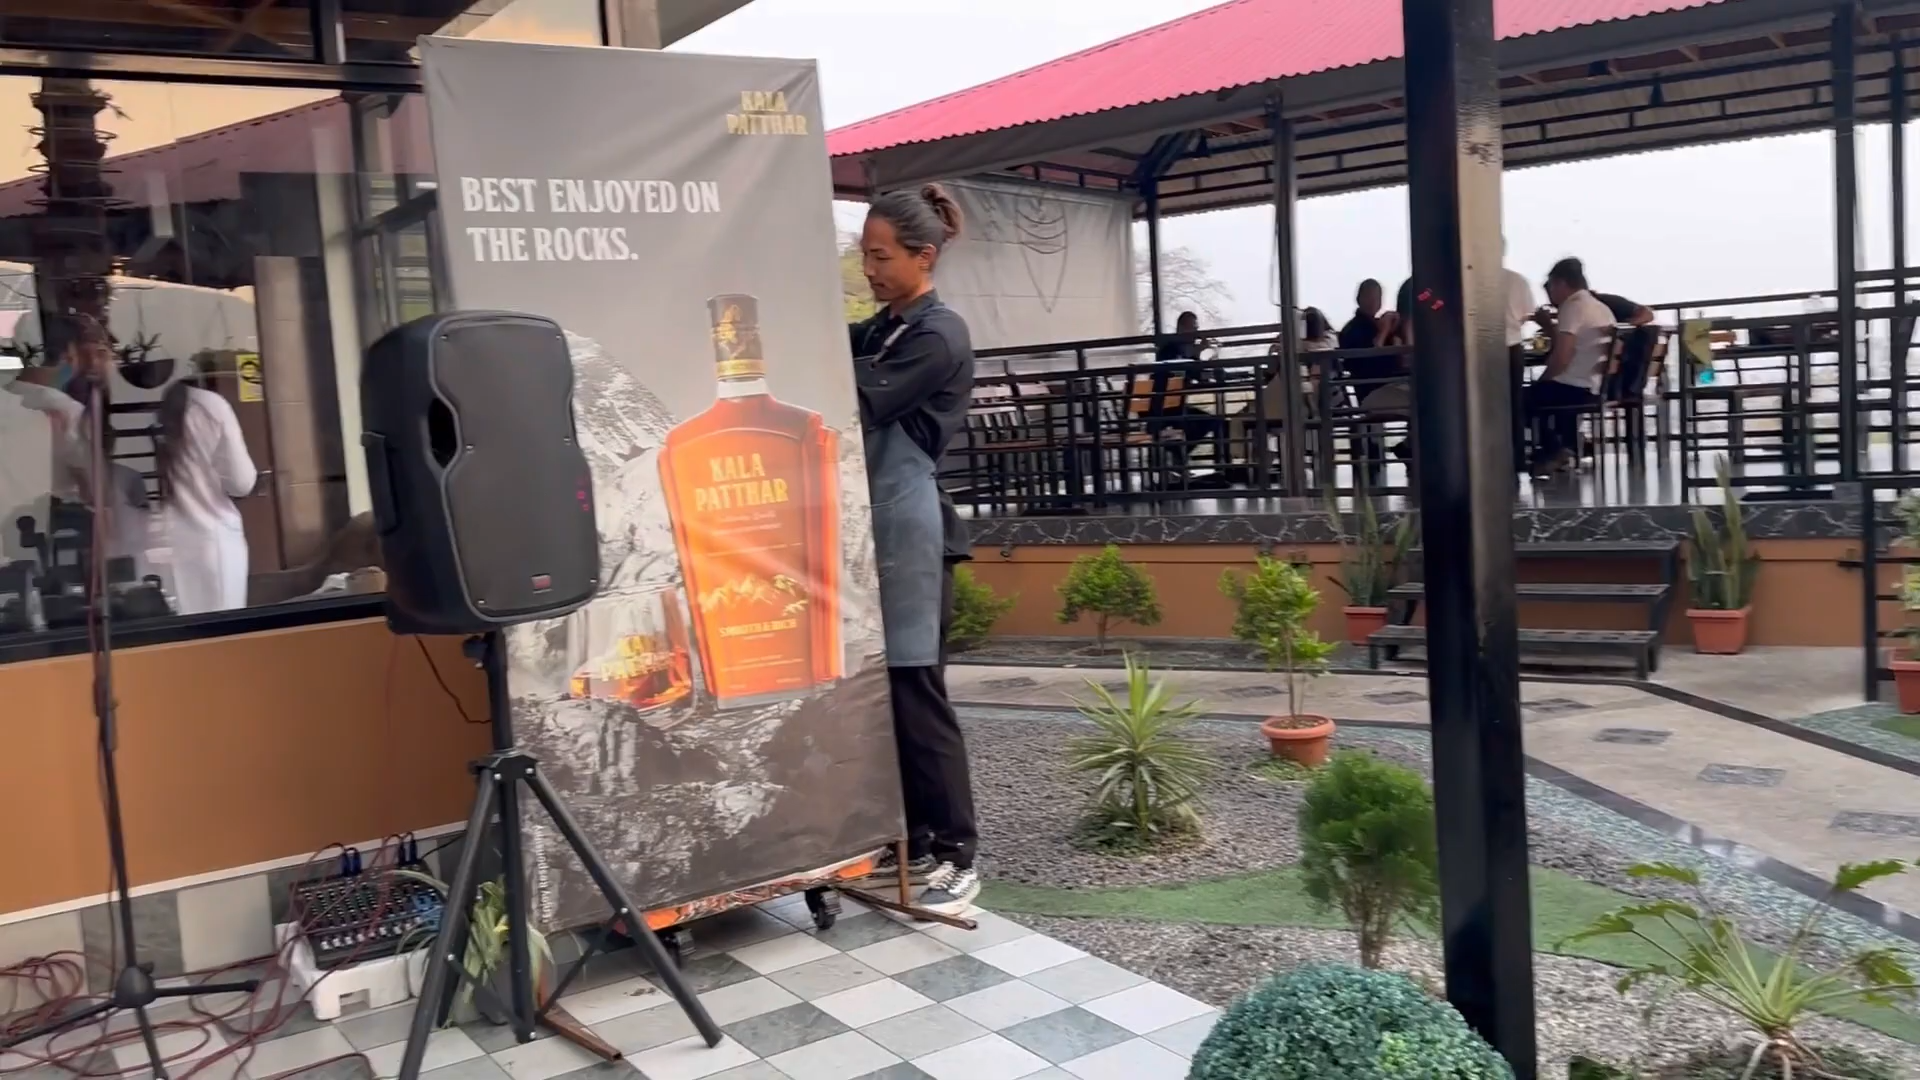 KALA
PATTHAR
BEST ENJOYED ON
THE ROCKS.
KALA
PATTHAR
SMOOTH & RICH